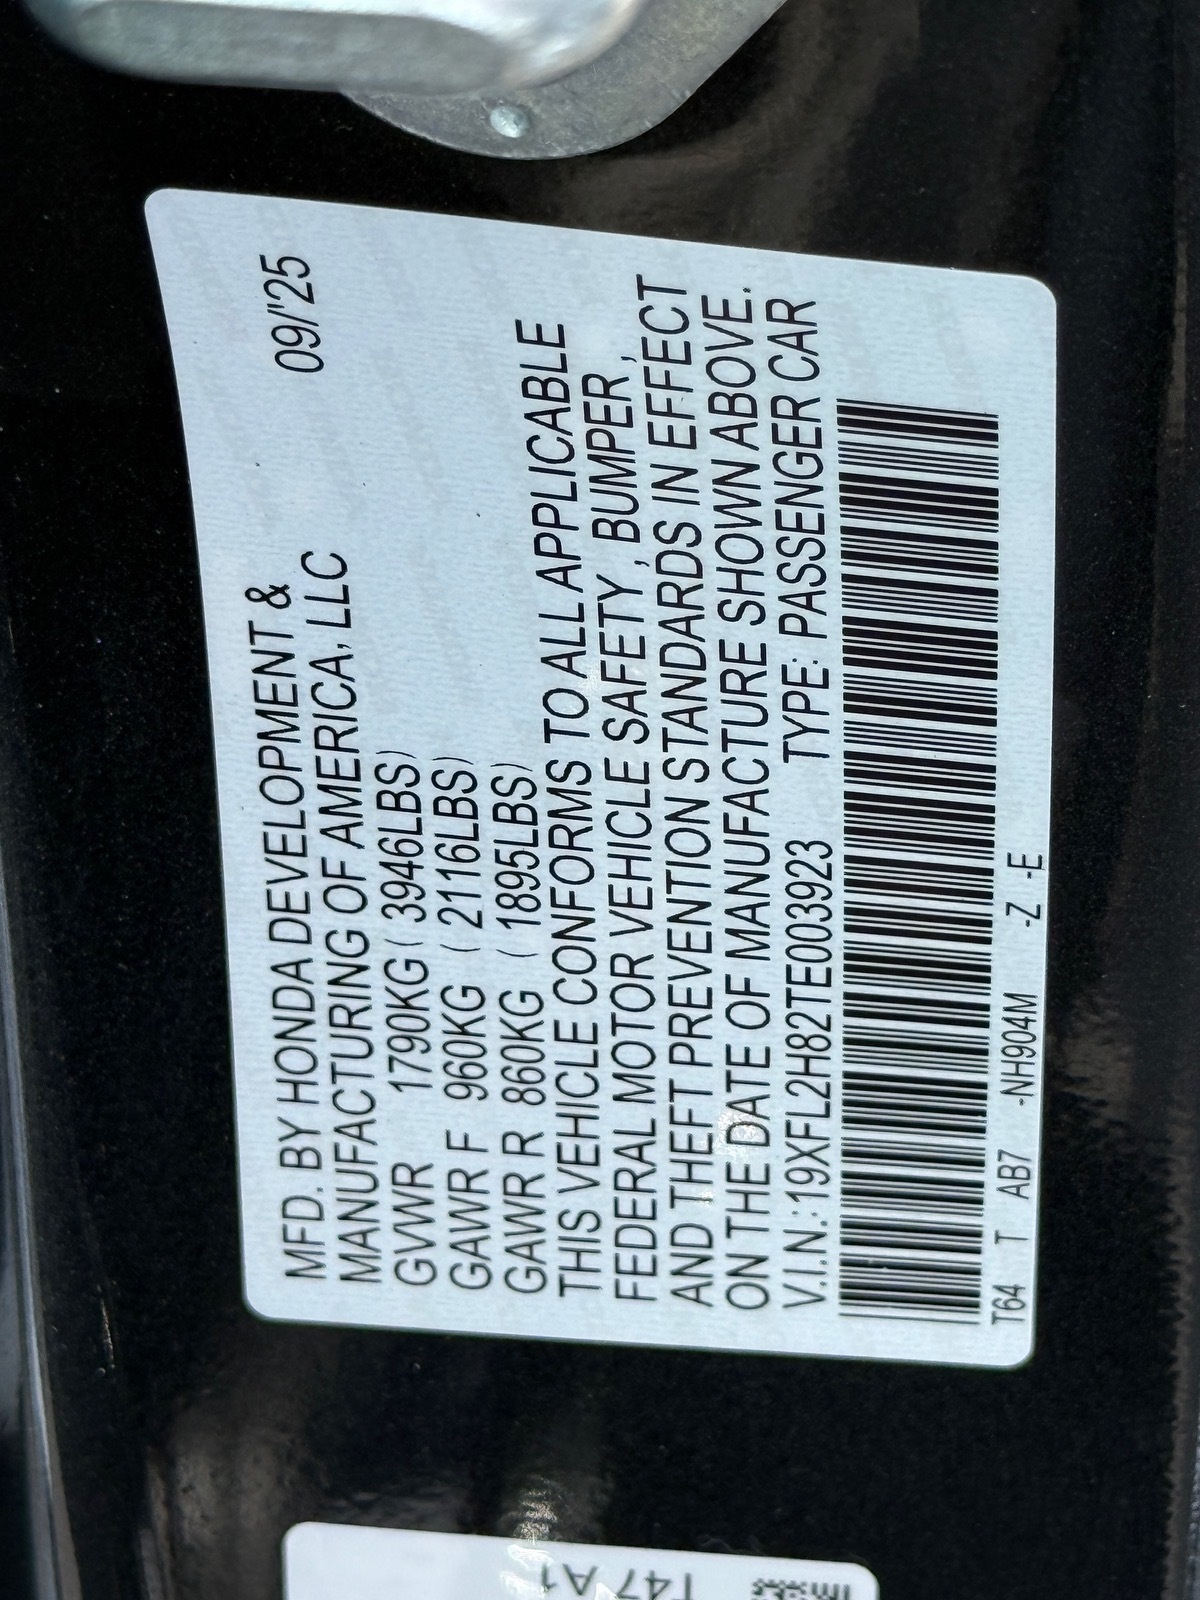 MFD. BY HONDA DEVELOPMENT & 09/'25
MANUFACTURING OF AMERICA, LLC
GVWR 1790KG ( 3946LBS)
GAWR F 960KG ( 2116LBS)
GAWR R 860KG ( 1895LBS)
THIS VEHICLE CONFORMS TO ALL APPLICABLE
FEDERAL MOTOR VEHICLE SAFETY, BUMPER,
AND THEFT PREVENTION STANDARDS IN EFFECT
ON THE DATE OF MANUFACTURE SHOWN ABOVE.
V.I.N.: 19XFL2H82TE003923 TYPE: PASSENGER CAR
T64 T AB7 -NH904M -Z -E
T47 A1